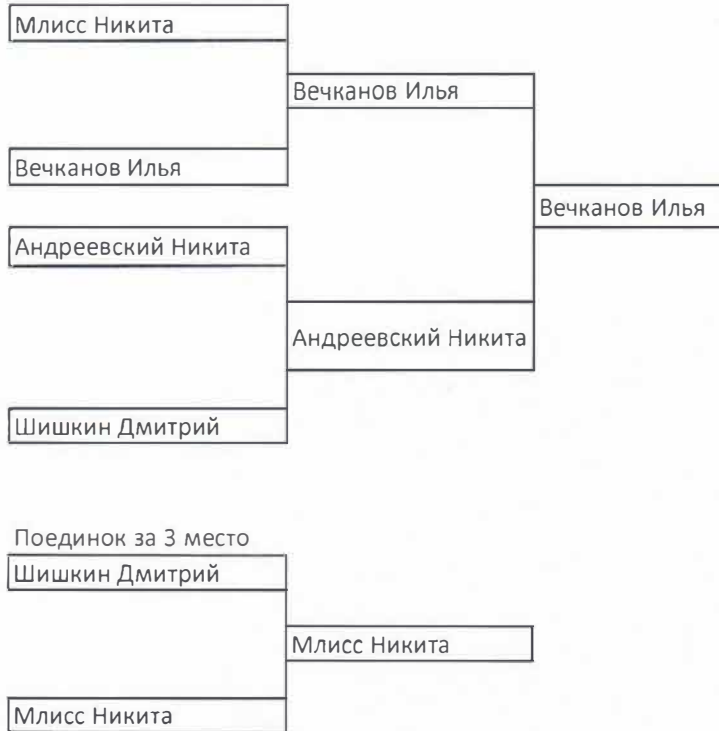 Млисс Никита
Вечканов Илья
Вечканов Илья
Вечканов Илья
Андреевский Никита
Андреевский Никита
Шишкин Дмитрий
Поединок за 3 место
Шишкин Дмитрий
Млисс Никита
Млисс Никита